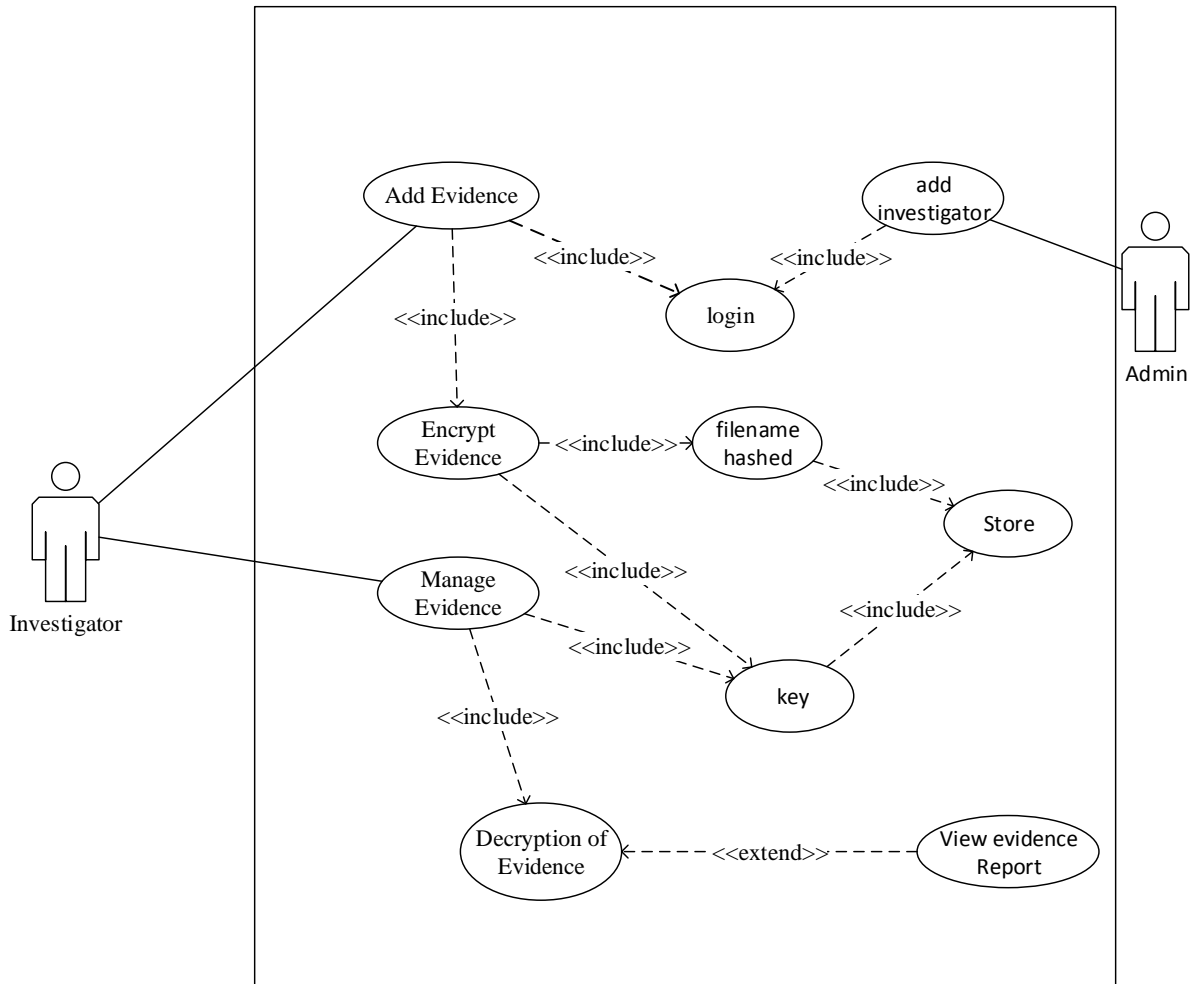 Add Evidence
add
investigator
<<include>>
<<include>>
login
<<include>>
Admin
Encrypt
Evidence
<<include>>
filename
hashed
<<include>>
Store
Manage
Evidence
<<include>>
<<include>>
Investigator
<<include>>
key
<<include>>
Decryption of
Evidence
<<extend>>
View evidence
Report